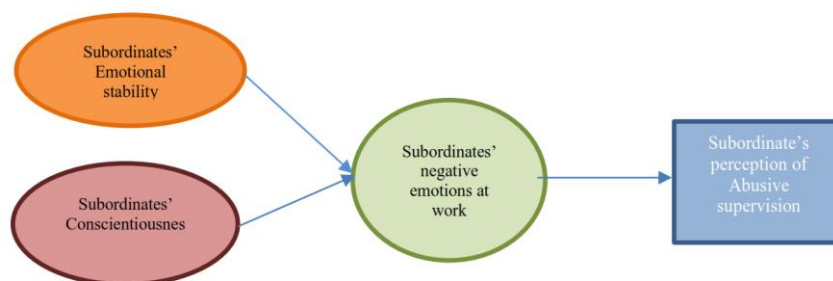 Subordinates’
Emotional
stability
Subordinates’
Conscientiousnes
Subordinates’
negative
emotions at
work
Subordinate’s
perception of
Abusive
supervision